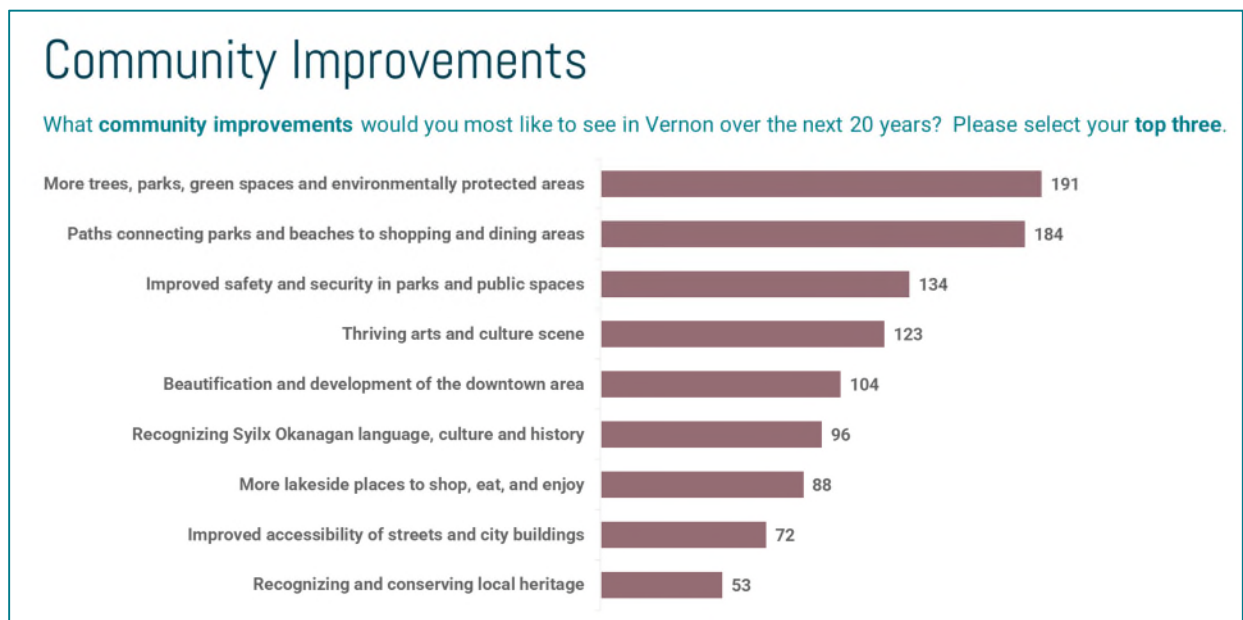 Community Improvements
What community improvements would you most like to see in Vernon over the next 20 years? Please select your top three.
More trees, parks, green spaces and environmentally protected areas 191
Paths connecting parks and beaches to shopping and dining areas 184
Improved safety and security in parks and public spaces 134
Thriving arts and culture scene 123
Beautification and development of the downtown area 104
Recognizing Syilx Okanagan language, culture and history 96
More lakeside places to shop, eat, and enjoy 88
Improved accessibility of streets and city buildings 72
Recognizing and conserving local heritage 53